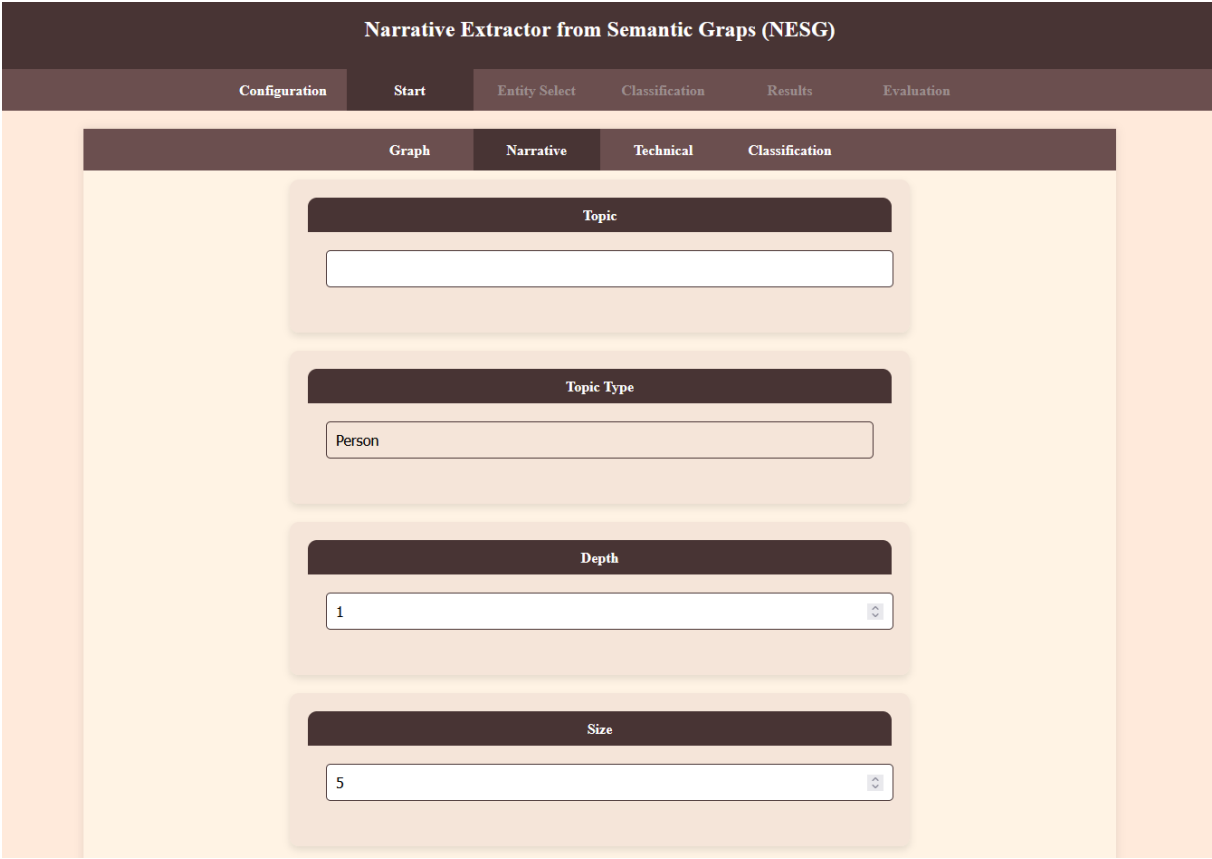 Narrative Extractor from Semantic Graps (NESG)
Configuration Start Entity Select Classification Results Evaluation
Graph Narrative Technical Classification
Topic
Topic Type
Person
Depth
1
Size
5